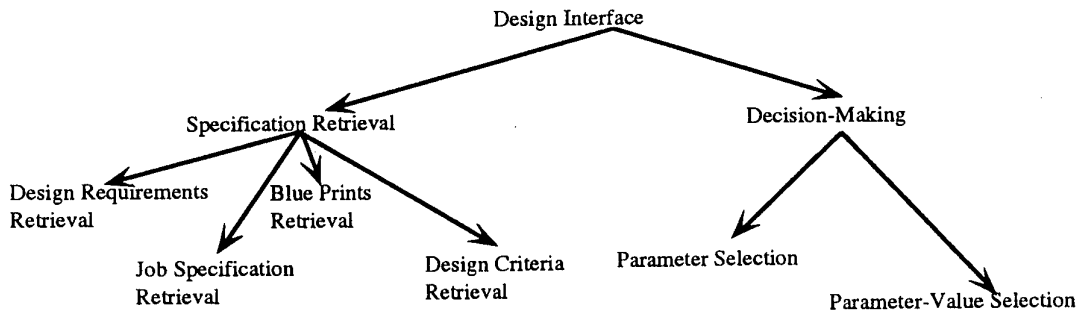 Design Interface
Specification Retrieval
Decision-Making
Design Requirements
Retrieval
Blue Prints
Retrieval
Job Specification
Retrieval
Design Criteria
Retrieval
Parameter Selection
Parameter-Value Selection